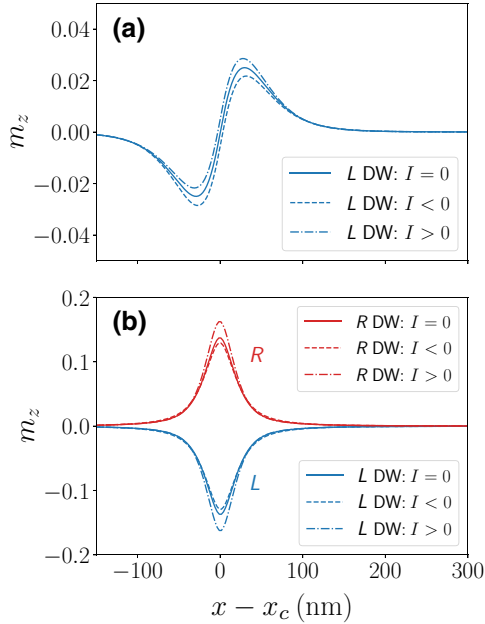 (a)
0.04
0.02
0.00
−0.02
−0.04
m_z
L DW: I = 0
L DW: I < 0
L DW: I > 0
(b)
0.2
0.1
0.0
−0.1
−0.2
m_z
R
L
R DW: I = 0
R DW: I < 0
R DW: I > 0
L DW: I = 0
L DW: I < 0
L DW: I > 0
−100 0 100 200 300
x − x_c (nm)